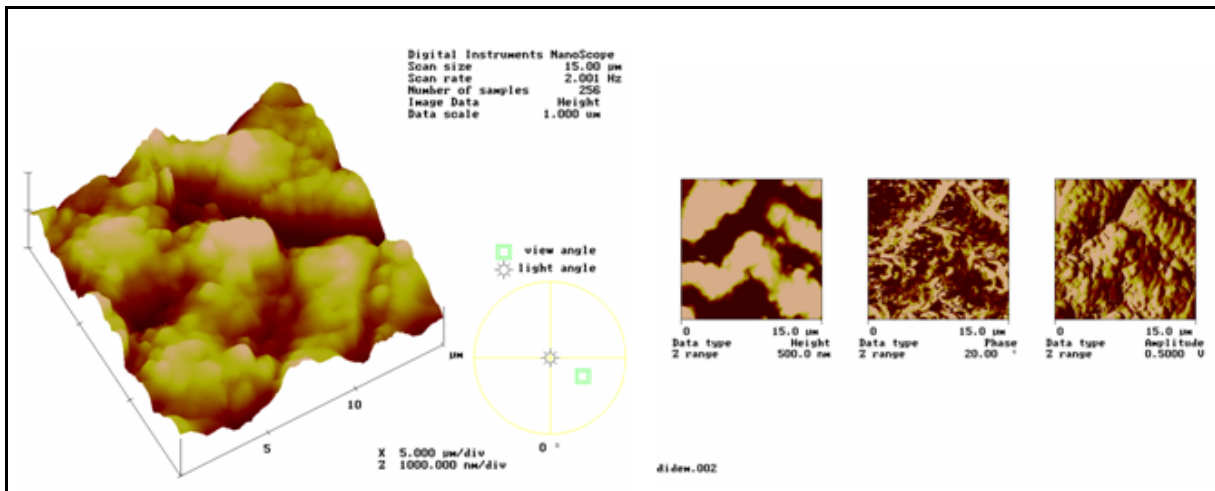 Digital Instruments NanoScope
Scan size 15.00 µm
Scan rate 2.001 Hz
Number of samples 256
Image Data Height
Data scale 1.000 um
view angle
light angle
µm
10
5
X 5.000 µm/div
Z 1000.000 nm/div
0 °
0 15.0 µm
Data type Height
Z range 500.0 nm
0 15.0 µm
Data type Phase
Z range 20.00 °
0 15.0 µm
Data type Amplitude
Z range 0.5000 V
didem.002